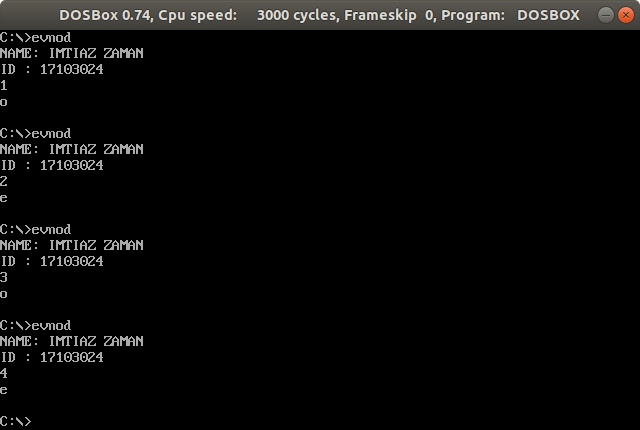 DOSBox 0.74, Cpu speed:     3000 cycles, Frameskip  0, Program:   DOSBOX
C:\>evnod
NAME: IMTIAZ ZAMAN
ID : 17103024
1
o
C:\>evnod
NAME: IMTIAZ ZAMAN
ID : 17103024
2
e
C:\>evnod
NAME: IMTIAZ ZAMAN
ID : 17103024
3
o
C:\>evnod
NAME: IMTIAZ ZAMAN
ID : 17103024
4
e
C:\>